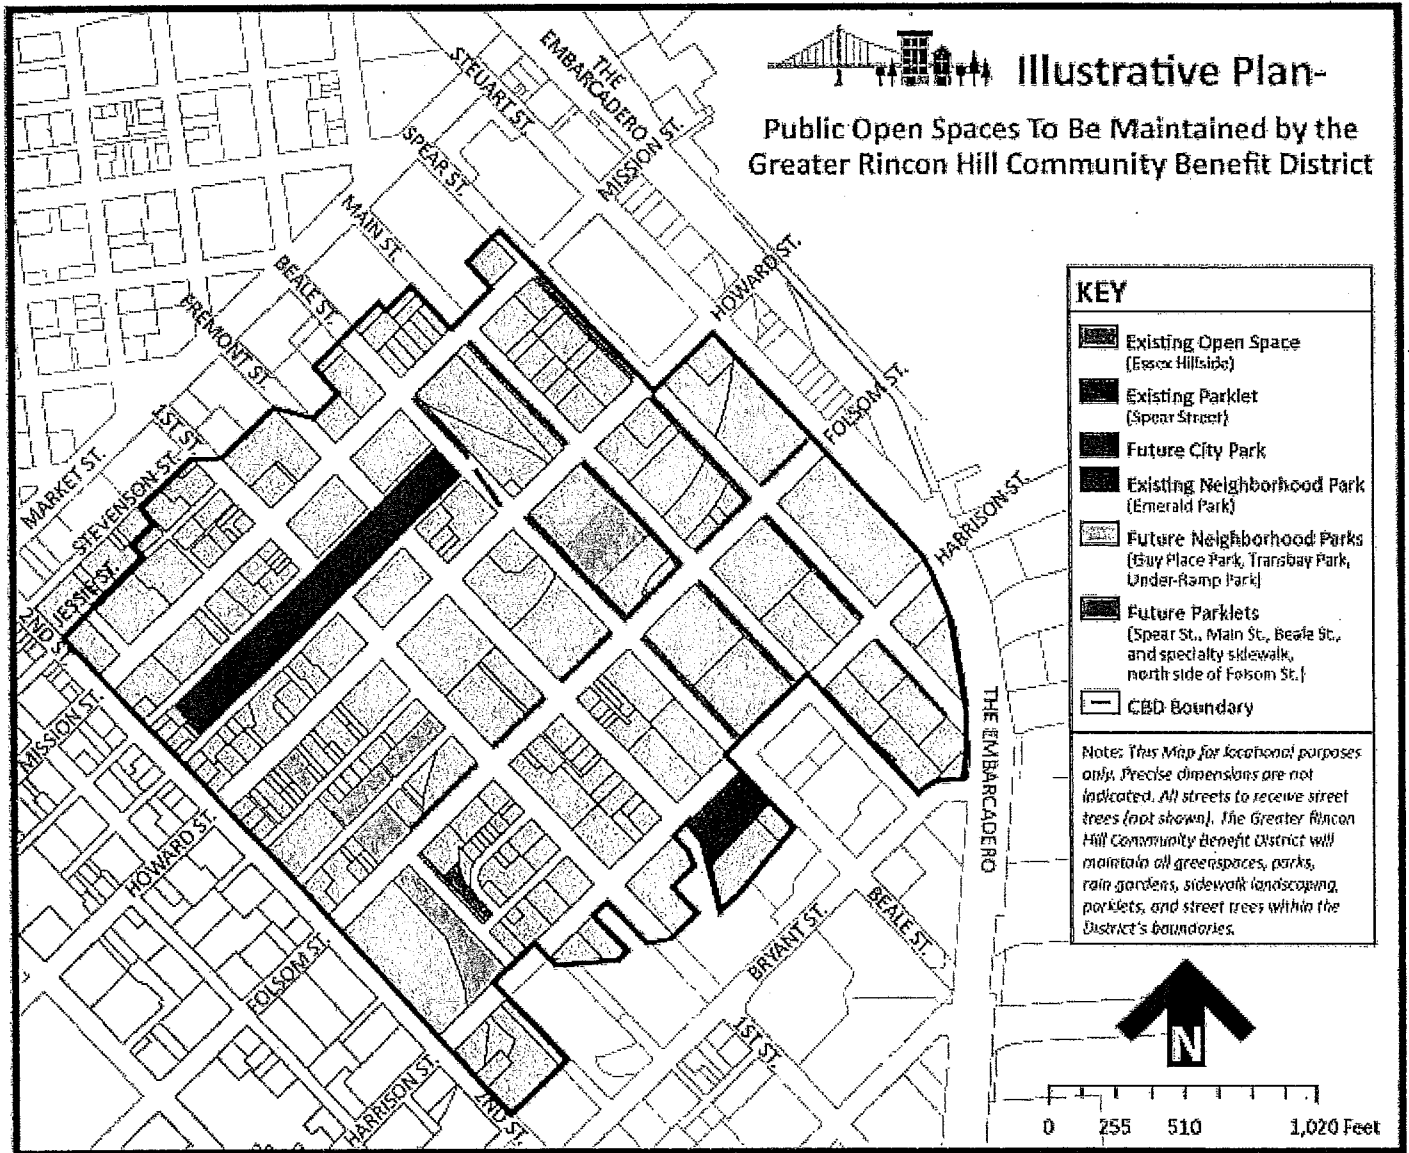 Illustrative Plan-
Public Open Spaces To Be Maintained by the
Greater Rincon Hill Community Benefit District
THE
EMBARCADERO
STEUART ST.
SPEAR ST.
MISSION ST.
MAIN ST.
BEALE ST.
FREMONT ST.
HOWARD ST.
1ST ST.
FOLSOM ST.
MARKET ST.
STEVENSON ST.
HARRISON ST.
JESSIE ST.
2ND ST.
MISSION ST.
THE EMBARCADERO
HOWARD ST.
BEALE ST.
BRYANT ST.
FOLSOM ST.
1ST ST.
HARRISON ST.
2ND ST.
KEY
Existing Open Space
(Essex Hillside)
Existing Parklet
(Spear Street)
Future City Park
Existing Neighborhood Park
(Emerald Park)
Future Neighborhood Parks
(Guy Place Park, Transbay Park,
Under-Ramp Park)
Future Parklets
(Spear St., Main St., Beale St.,
and specialty sidewalk,
north side of Folsom St.)
CBD Boundary
Note: This Map for locational purposes
only. Precise dimensions are not
indicated. All streets to receive street
trees (not shown). The Greater Rincon
Hill Community Benefit District will
maintain all greenspaces, parks,
rain gardens, sidewalk landscaping,
parklets, and street trees within the
District's boundaries.
N
0 255 510 1,020 Feet